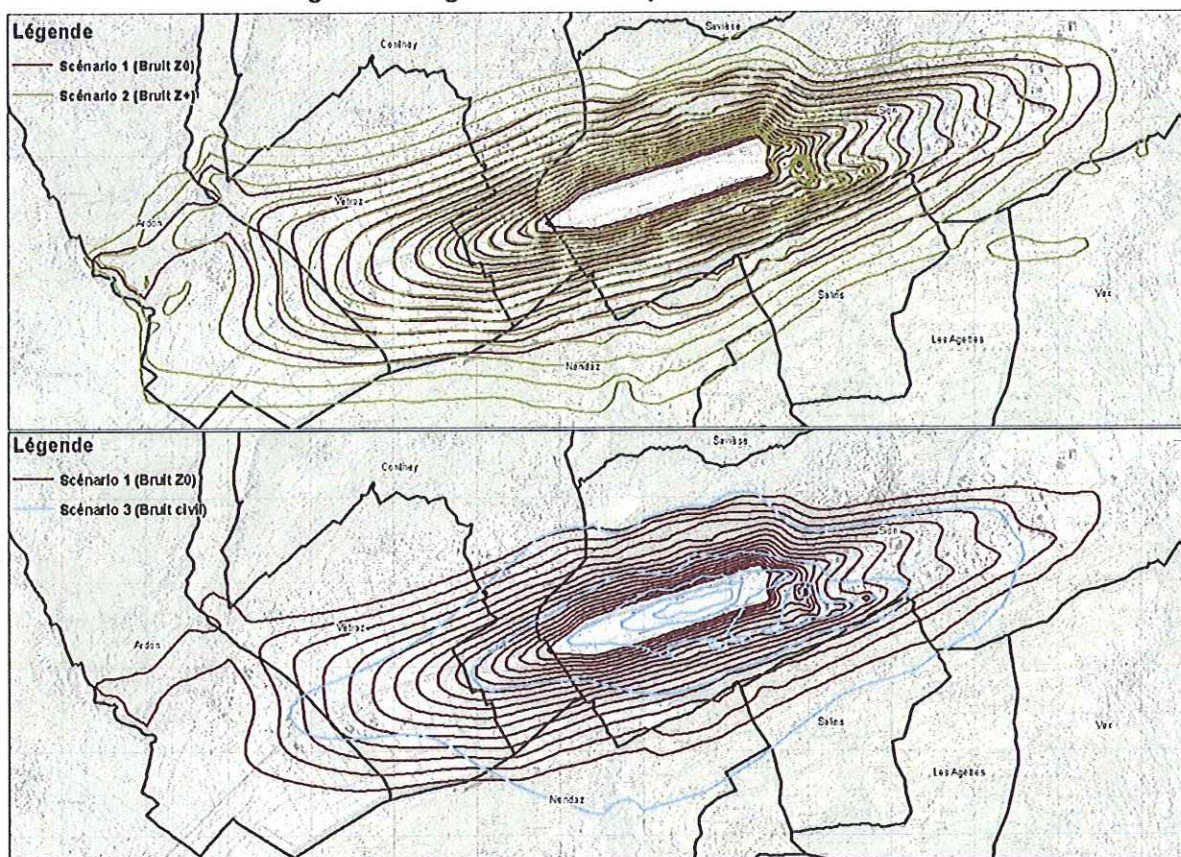 Légende
Scénario 1 (Bruit Z0)
Scénario 2 (Bruit Z+)
Conthey
Savièse
Sion
Vétroz
Ardon
Salins
Vex
Les Agettes
Nendaz
Légende
Scénario 1 (Bruit Z0)
Scénario 3 (Bruit civil)
Conthey
Savièse
Sion
Vétroz
Ardon
Salins
Vex
Les Agettes
Nendaz